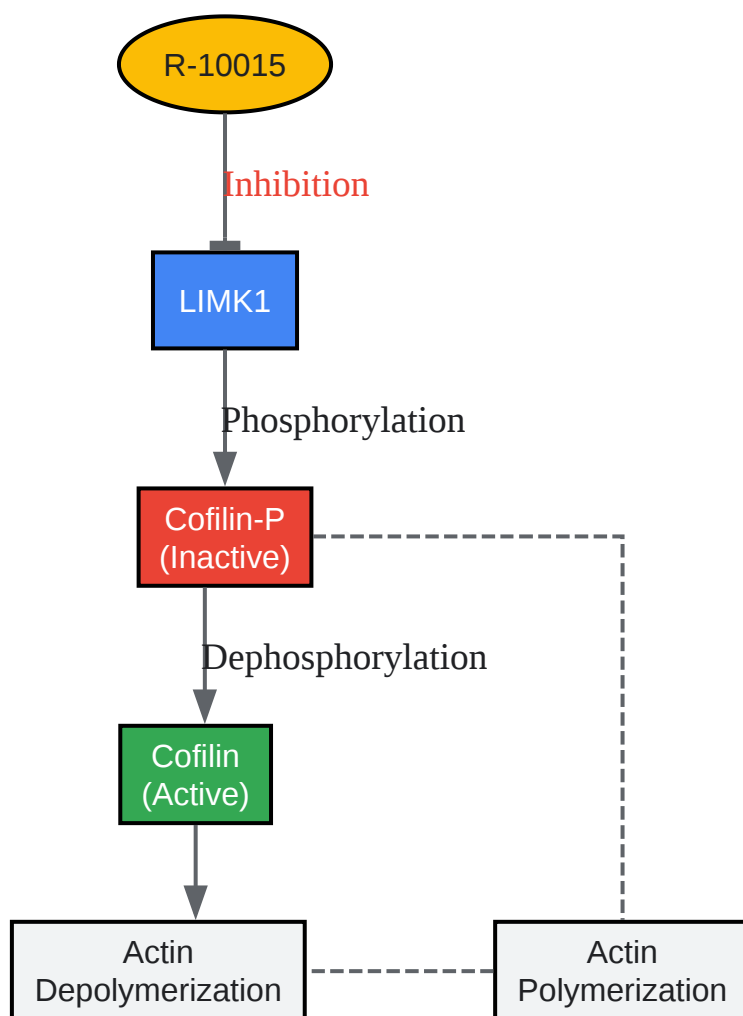 R-10015
Inhibition
LIMK1
Phosphorylation
Cofilin-P
(Inactive)
Dephosphorylation
Cofilin
(Active)
Actin
Depolymerization
Actin
Polymerization